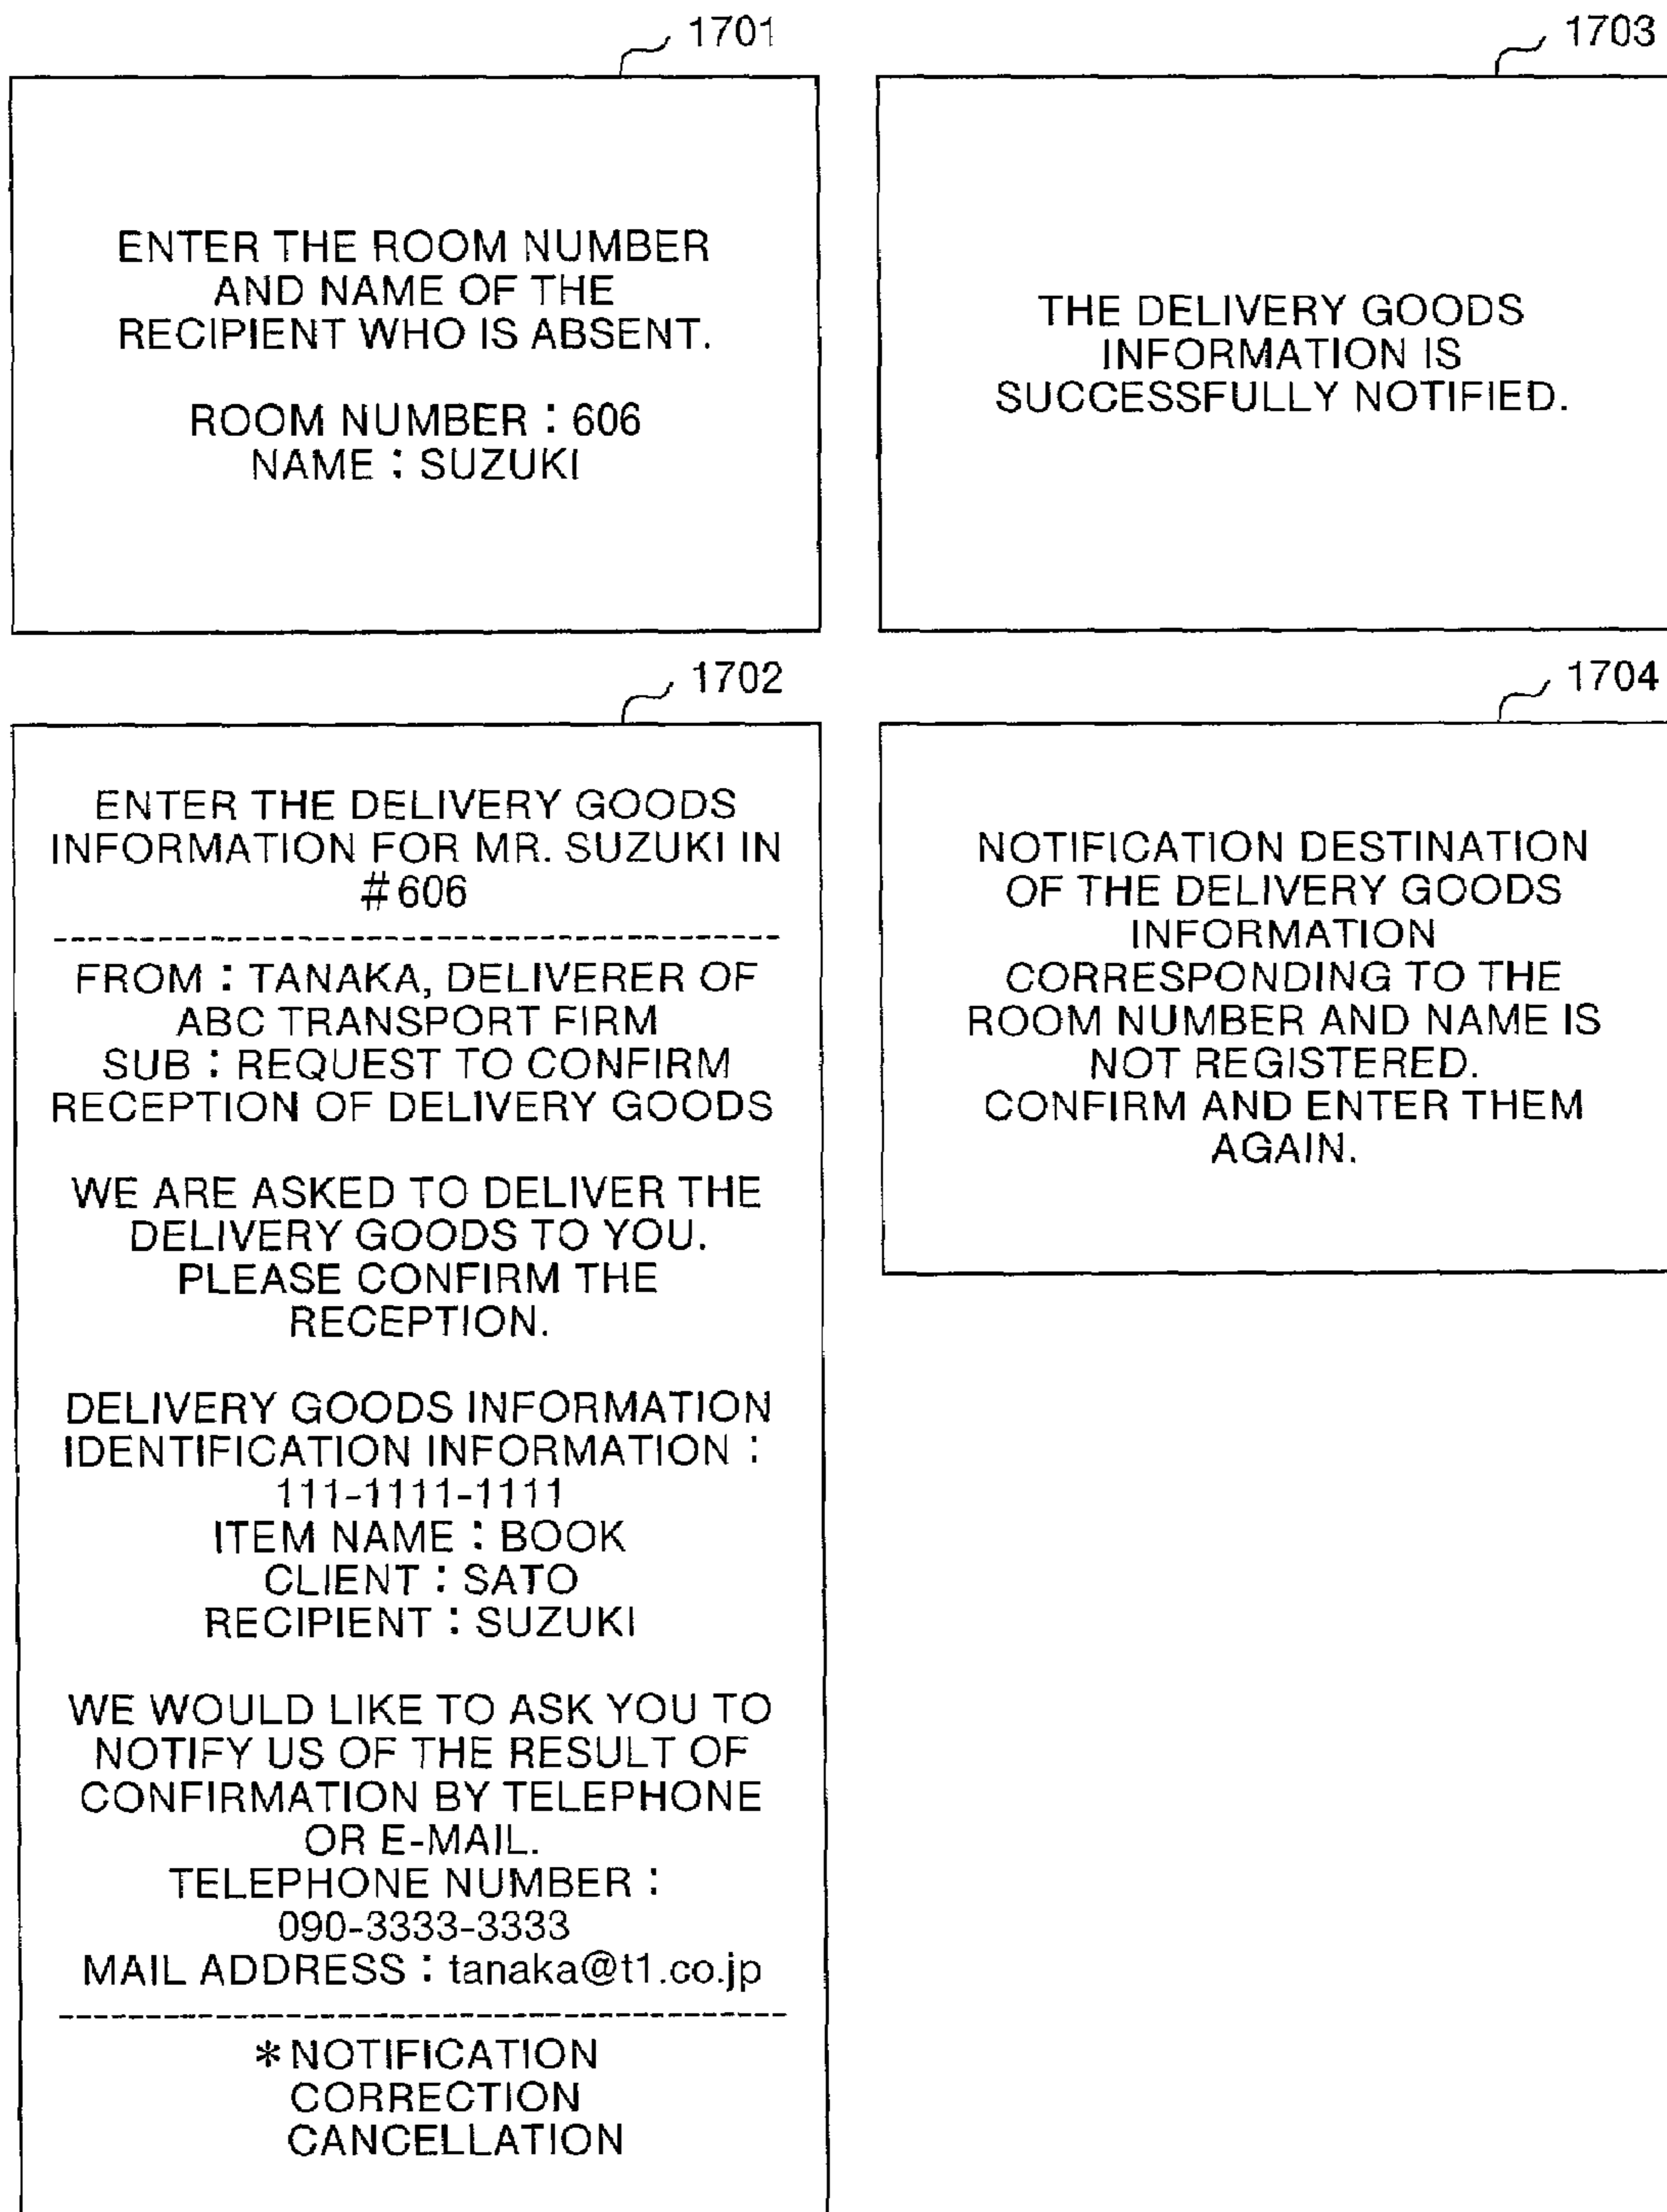 1701
ENTER THE ROOM NUMBER
AND NAME OF THE
RECIPIENT WHO IS ABSENT.
ROOM NUMBER : 606
NAME : SUZUKI
1702
ENTER THE DELIVERY GOODS
INFORMATION FOR MR. SUZUKI IN
#606
FROM : TANAKA, DELIVERER OF
ABC TRANSPORT FIRM
SUB : REQUEST TO CONFIRM
RECEPTION OF DELIVERY GOODS
WE ARE ASKED TO DELIVER THE
DELIVERY GOODS TO YOU.
PLEASE CONFIRM THE
RECEPTION.
DELIVERY GOODS INFORMATION
IDENTIFICATION INFORMATION :
111-1111-1111
ITEM NAME : BOOK
CLIENT : SATO
RECIPIENT : SUZUKI
WE WOULD LIKE TO ASK YOU TO
NOTIFY US OF THE RESULT OF
CONFIRMATION BY TELEPHONE
OR E-MAIL.
TELEPHONE NUMBER :
090-3333-3333
MAIL ADDRESS : tanaka@t1.co.jp
*NOTIFICATION
CORRECTION
CANCELLATION
1703
THE DELIVERY GOODS
INFORMATION IS
SUCCESSFULLY NOTIFIED.
1704
NOTIFICATION DESTINATION
OF THE DELIVERY GOODS
INFORMATION
CORRESPONDING TO THE
ROOM NUMBER AND NAME IS
NOT REGISTERED.
CONFIRM AND ENTER THEM
AGAIN.